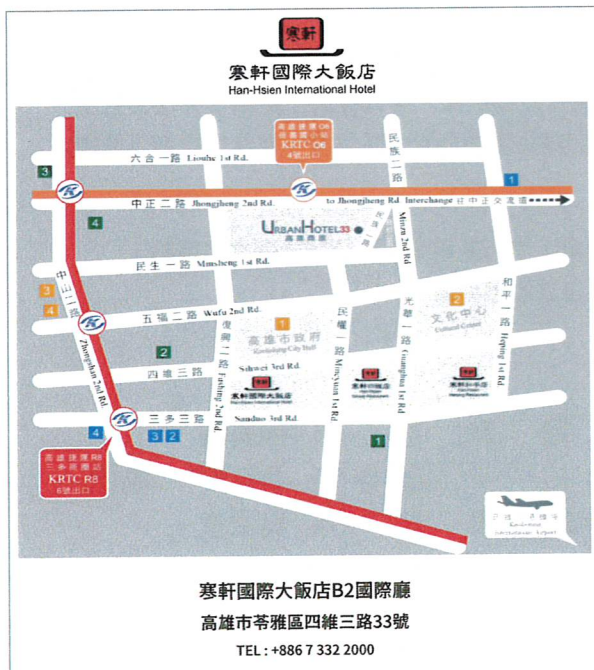 寒軒
寒軒國際大飯店
Han-Hsien International Hotel
高雄捷運O6
KRTC O6
4號出口
六合一路 Liouhe 1st Rd.
民族二路
Minzu 2nd Rd.
3
1
中正二路 Jhongjheng 2nd Rd.
to Jhongjheng Rd. Interchange 往中正交流道
4
URBANHOTEL33
民族一路
民生一路 Minsheng 1st Rd.
中山二路
Zhongshan 2nd Rd.
3
4
五福二路 Wufu 2nd Rd.
1
高雄市政府
Kaohsiung City Hall
2
文化中心
Cultural Center
和平一路 Heping 1st Rd.
光華一路 Guanghua 1st Rd.
復興二路 Fushing 2nd Rd.
2
四維三路 Sihwei 3rd Rd.
寒軒國際大飯店
Han-Hsien International Hotel
三多三路 Sanduo 3rd Rd.
4
3 2
1
高雄捷運R8
三多商圈站
KRTC R8
6號出口
International Airport
寒軒國際大飯店B2國際廳
高雄市苓雅區四維三路33號
TEL : +886 7 332 2000